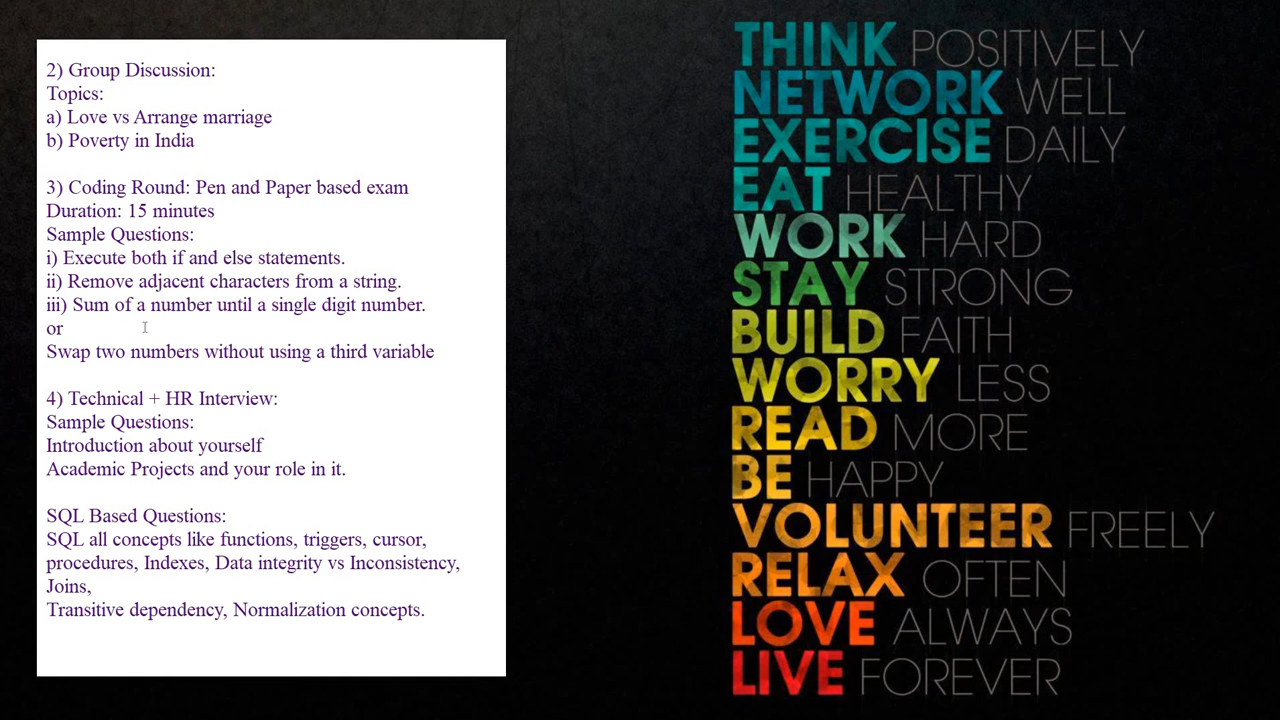 2) Group Discussion:
Topics:
a) Love vs Arrange marriage
b) Poverty in India
3) Coding Round: Pen and Paper based exam
Duration: 15 minutes
Sample Questions:
i) Execute both if and else statements.
ii) Remove adjacent characters from a string.
iii) Sum of a number until a single digit number.
or
Swap two numbers without using a third variable
4) Technical + HR Interview:
Sample Questions:
Introduction about yourself
Academic Projects and your role in it.
SQL Based Questions:
SQL all concepts like functions, triggers, cursor,
procedures, Indexes, Data integrity vs Inconsistency,
Joins,
Transitive dependency, Normalization concepts.
THINK POSITIVELY
NETWORK WELL
EXERCISE DAILY
EAT HEALTHY
WORK HARD
STAY STRONG
BUILD FAITH
WORRY LESS
READ MORE
BE HAPPY
VOLUNTEER FREELY
RELAX OFTEN
LOVE ALWAYS
LIVE FOREVER